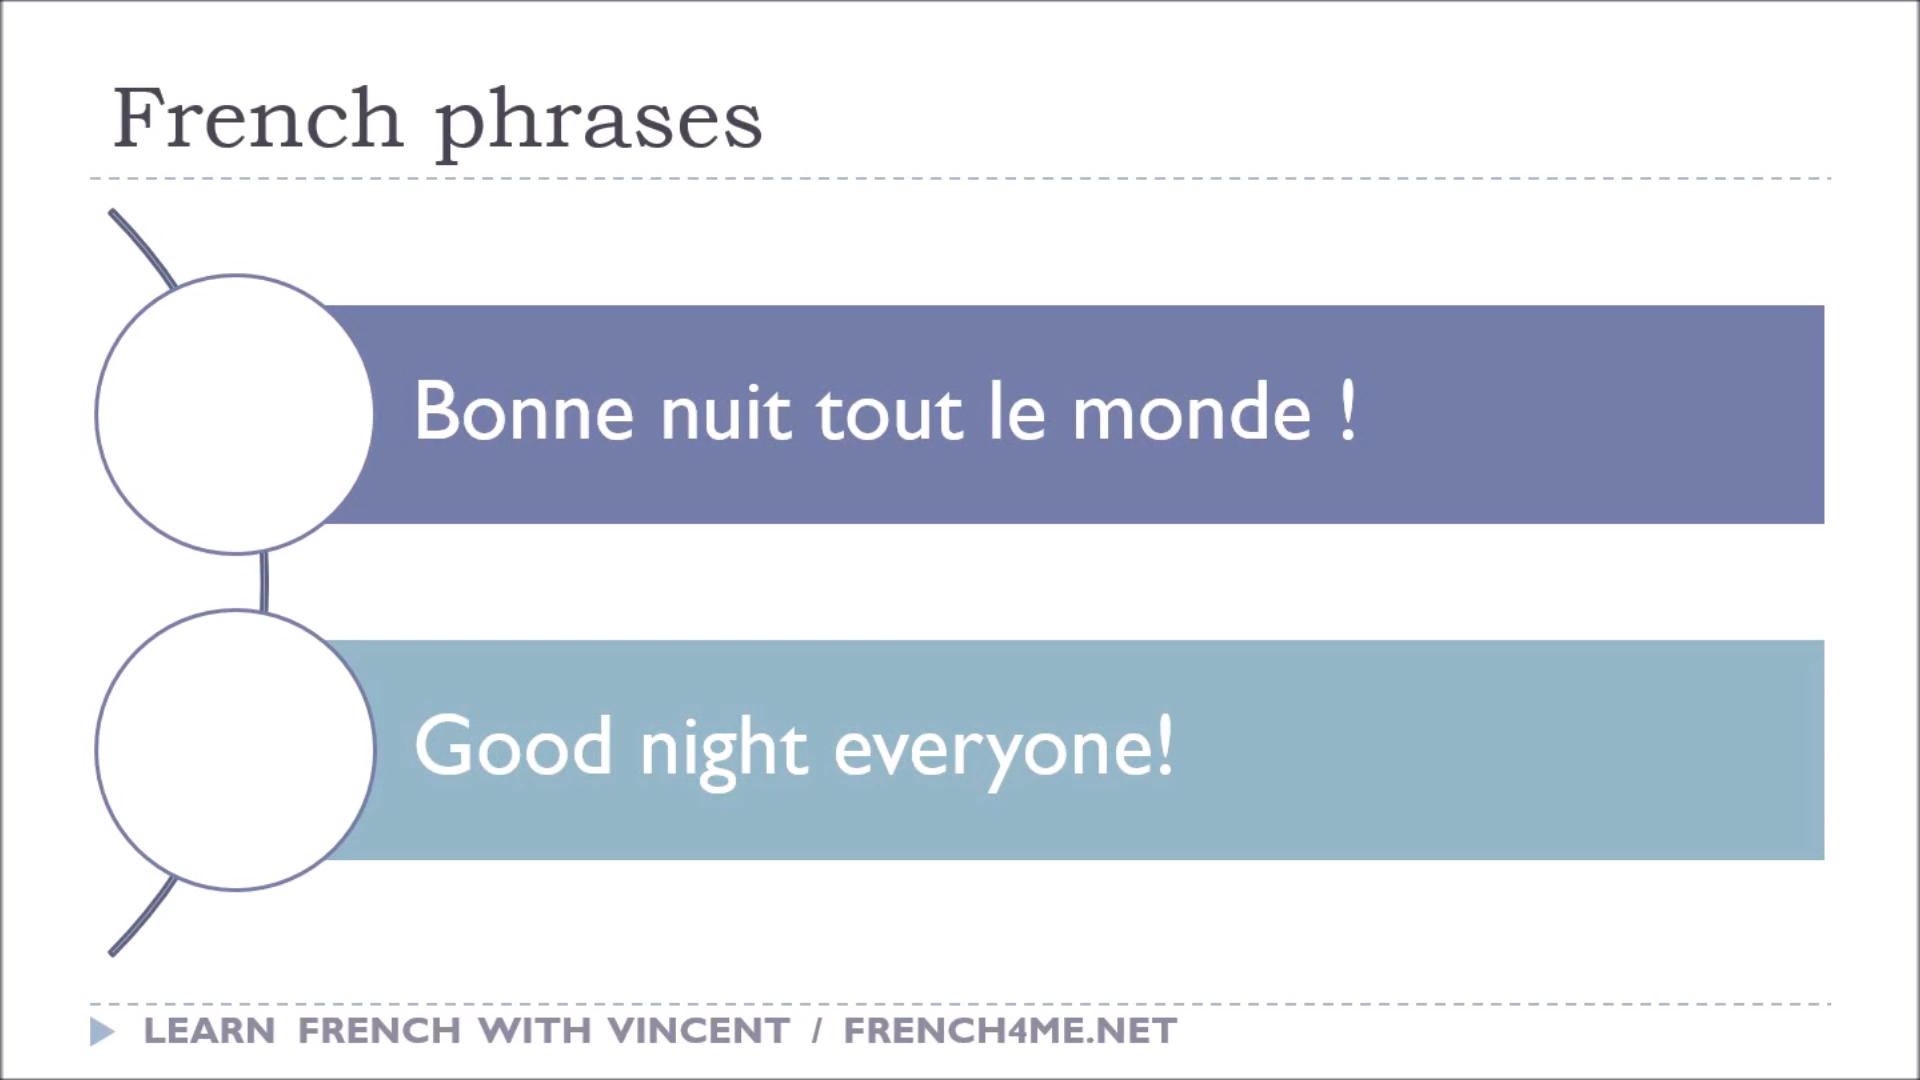 French phrases
Bonne nuit tout le monde !
Good night everyone!
LEARN FRENCH WITH VINCENT / FRENCH4ME.NET